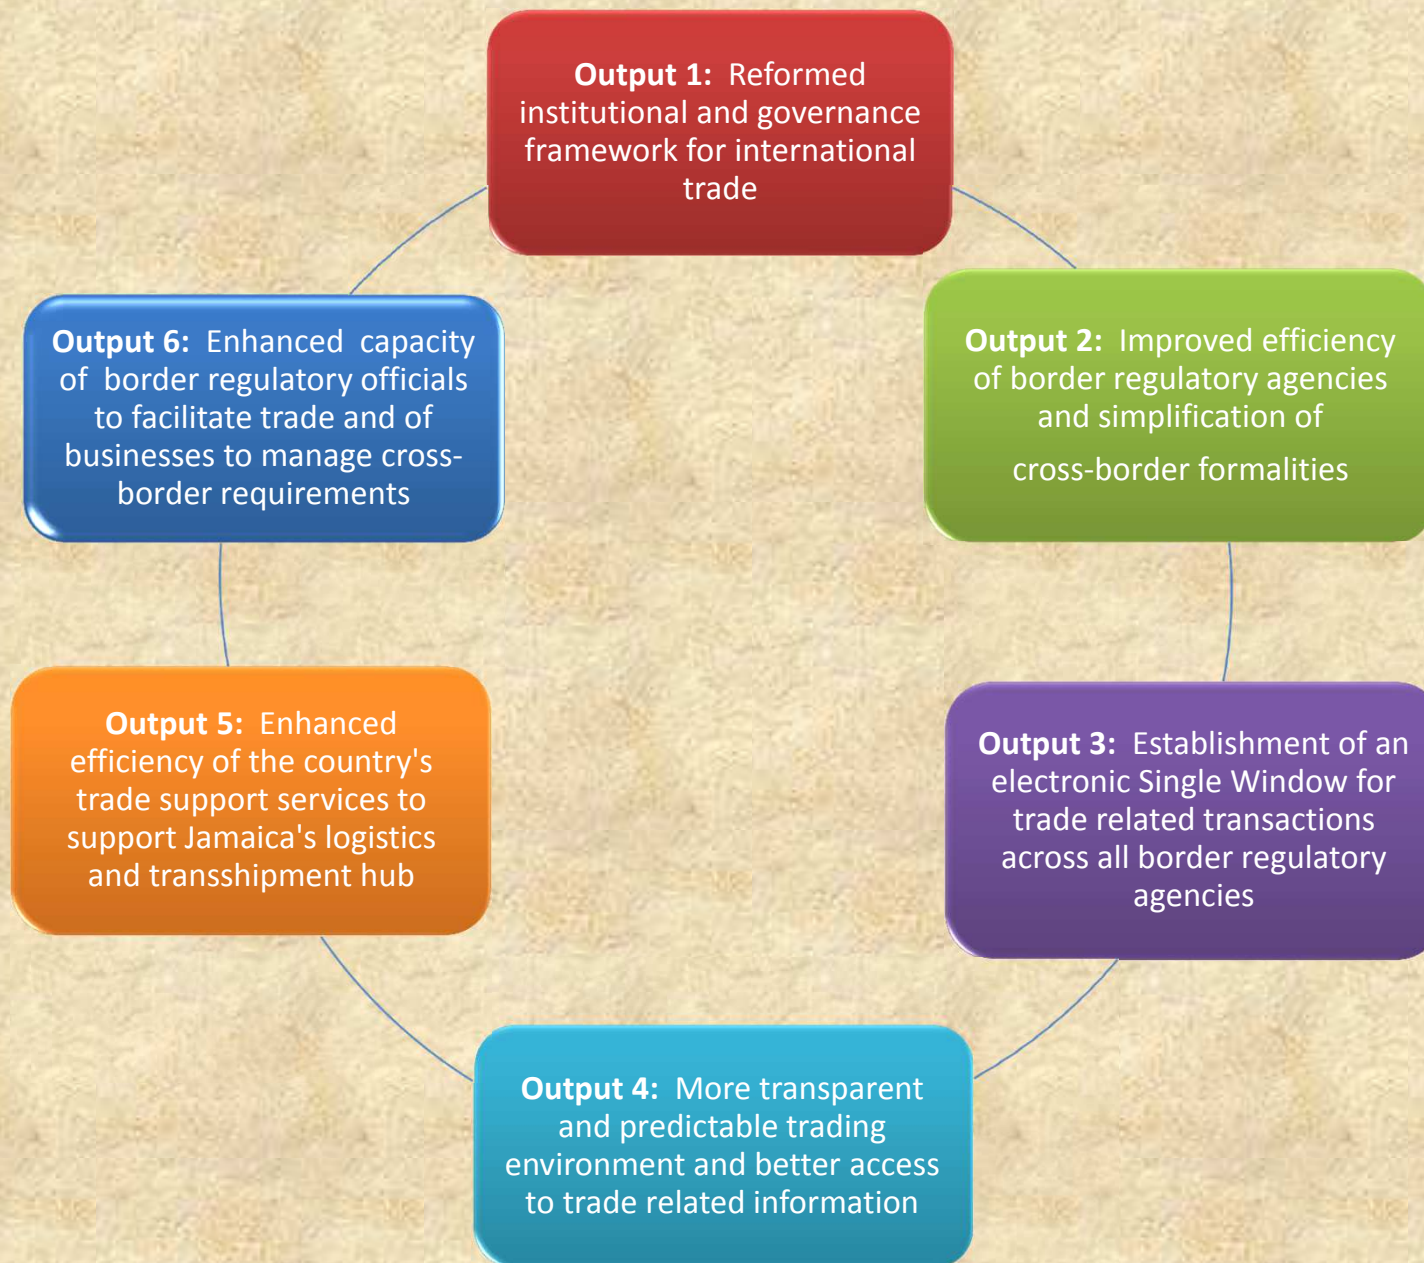 Output 1: Reformed
institutional and governance
framework for international
trade
Output 2: Improved efficiency
of border regulatory agencies
and simplification of
cross-border formalities
Output 3: Establishment of an
electronic Single Window for
trade related transactions
across all border regulatory
agencies
Output 4: More transparent
and predictable trading
environment and better access
to trade related information
Output 5: Enhanced
efficiency of the country's
trade support services to
support Jamaica's logistics
and transshipment hub
Output 6: Enhanced capacity
of border regulatory officials
to facilitate trade and of
businesses to manage cross-
border requirements